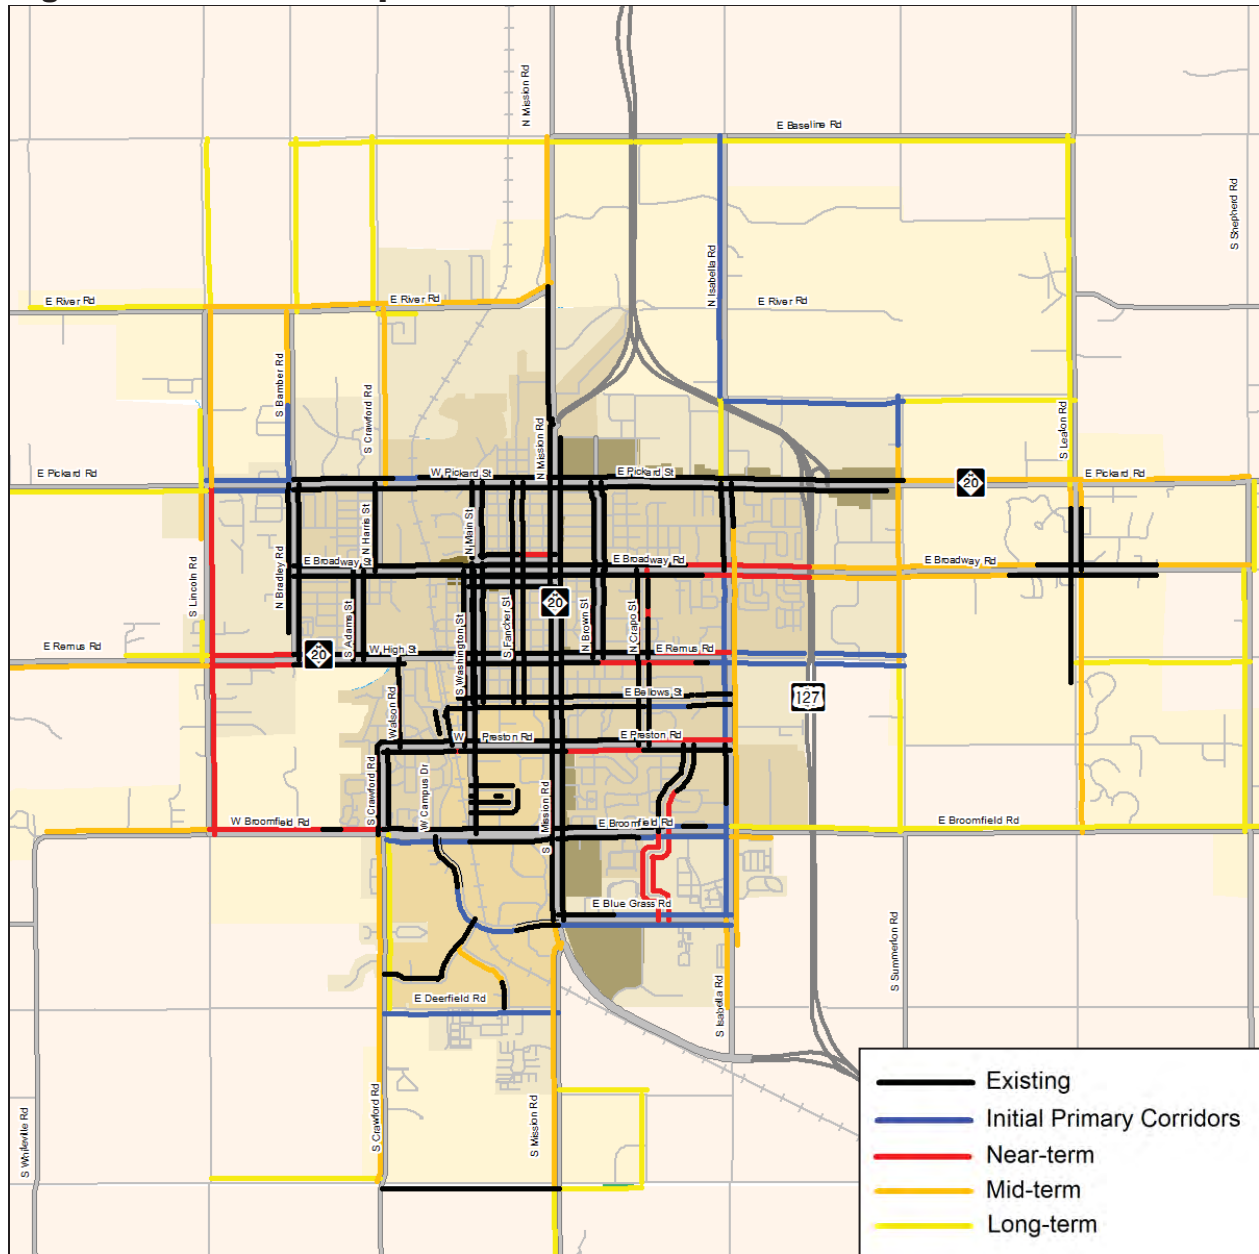 N Mission Rd
E Baseline Rd
S Shepherd Rd
N Isabella Rd
E River Rd
E River Rd
E River Rd
S Bamber Rd
S Crawford Rd
N Mission Rd
S Leaton Rd
E Pickard Rd
W Pickard St
E Pickard St
20
E Pickard Rd
N Harris St
N Main St
E Broadway St
E Broadway Rd
E Broadway Rd
S Lincoln Rd
N Bradley Rd
S Adams St
S Washington St
S Fancher St
20
N Brown St
N Crapo St
E Remus Rd
20
W High St
E Remus Rd
Watson Rd
E Bellows St
127
W Preston Rd
E Preston Rd
S Crawford Rd
W Campus Dr
S Mission Rd
W Broomfield Rd
E Broomfield Rd
E Broomfield Rd
E Blue Grass Rd
S Summerton Rd
E Deerfield Rd
S Isabella Rd
S Whiteville Rd
S Crawford Rd
S Mission Rd
Existing
Initial Primary Corridors
Near-term
Mid-term
Long-term